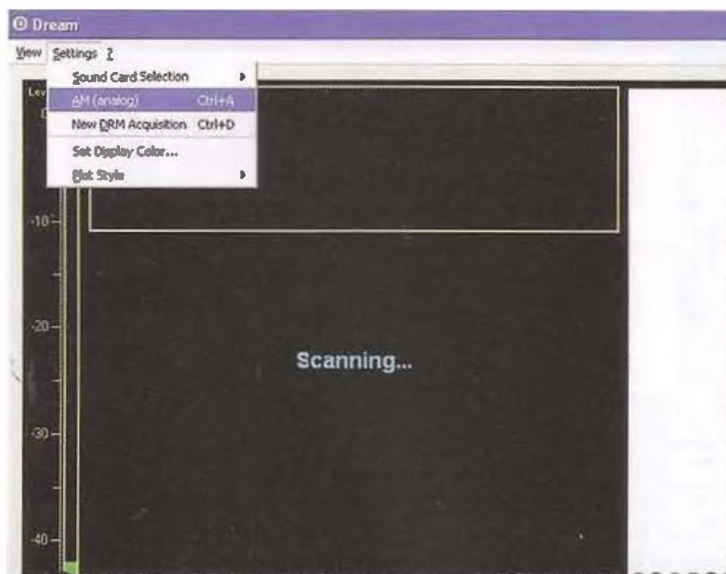 Dream
View Settings ?
Sound Card Selection
AM (analog) Ctrl+A
New DRM Acquisition Ctrl+D
Set Display Color...
Plot Style
Lev
-10
-20
Scanning...
-30
-40